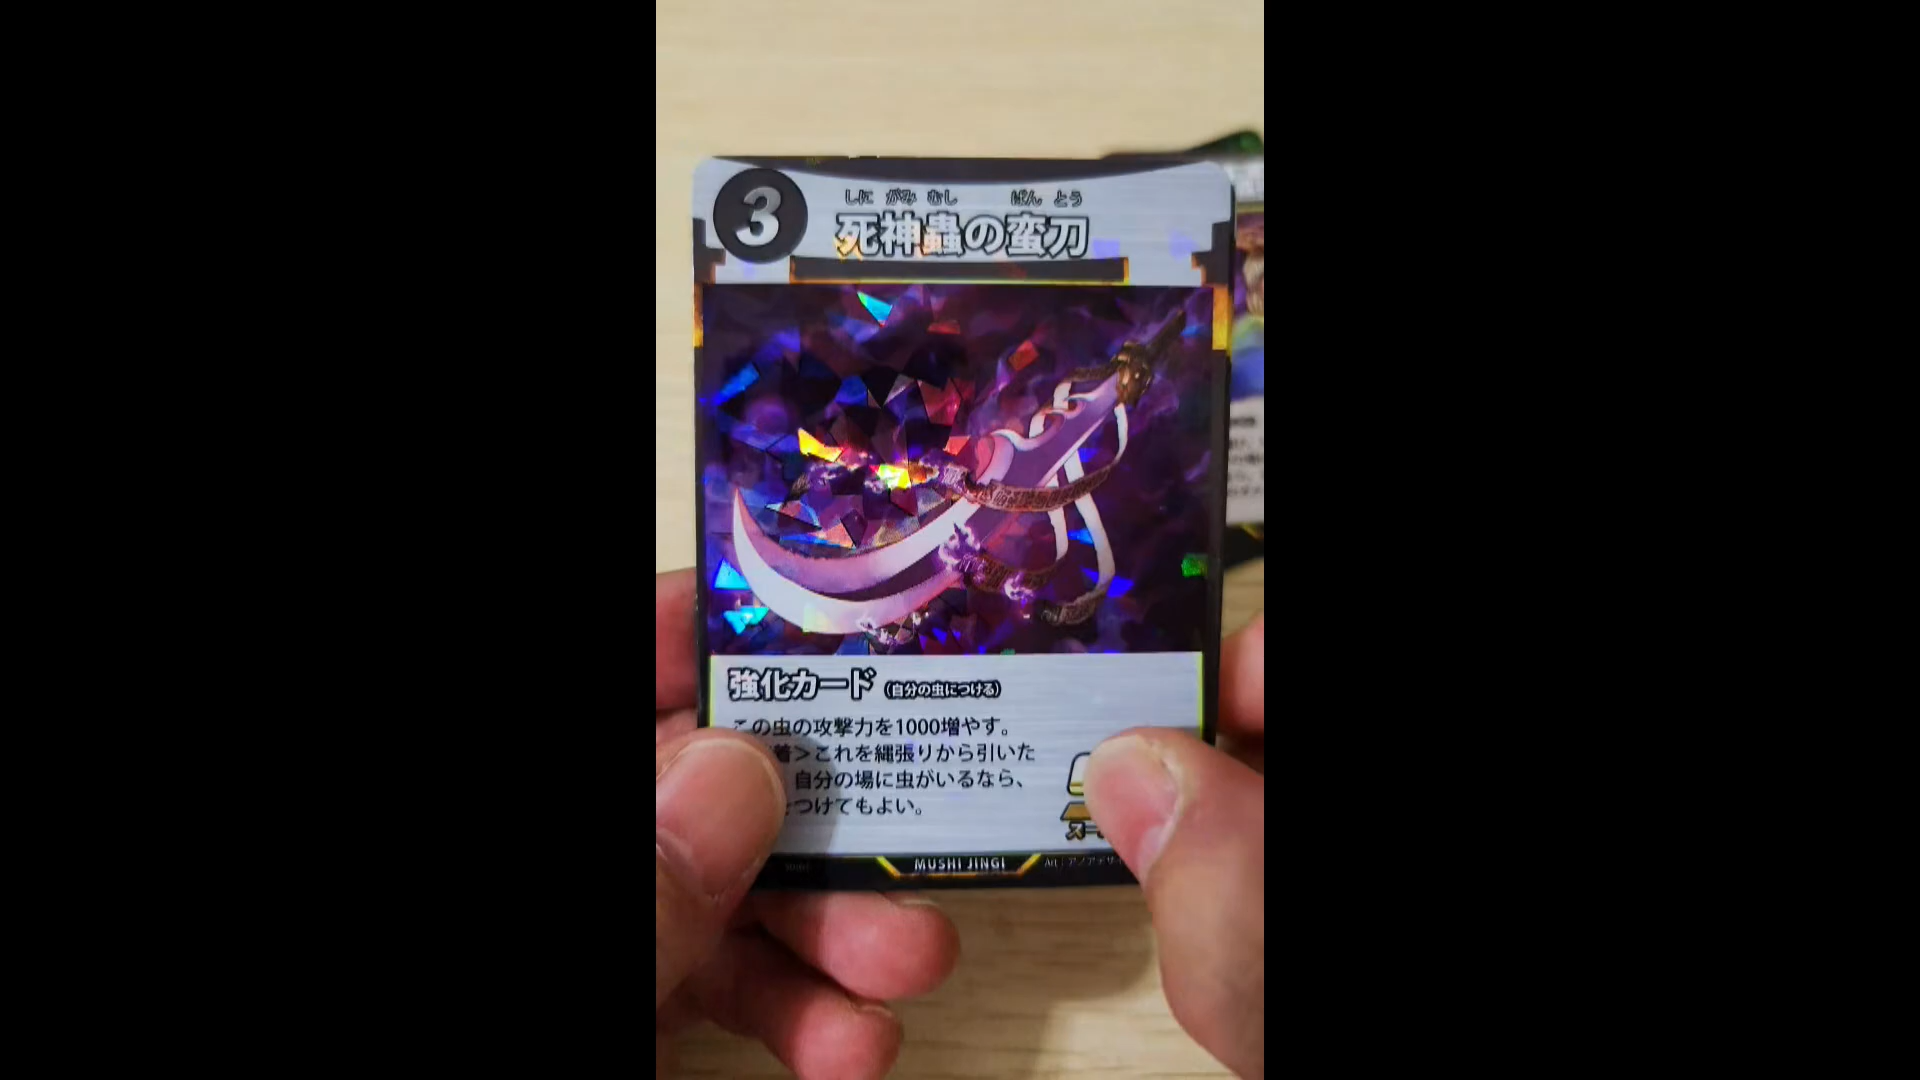 3
しに がみ むし ばん とう
死神蟲の蛮刀
強化カード (自分の虫につける)
この虫の攻撃力を1000増やす。
着>これを縄張りから引いた
自分の場に虫がいるなら、
つけてもよい。
MUSHI JINGI